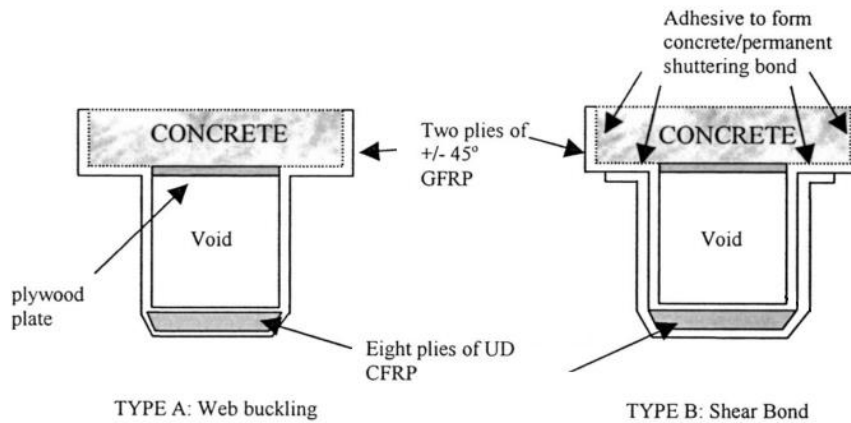 Adhesive to form
concrete/permanent
shuttering bond
CONCRETE
Two plies of
+/- 45º
GFRP
CONCRETE
Void
Void
plywood
plate
Eight plies of UD
CFRP
TYPE A: Web buckling
TYPE B: Shear Bond